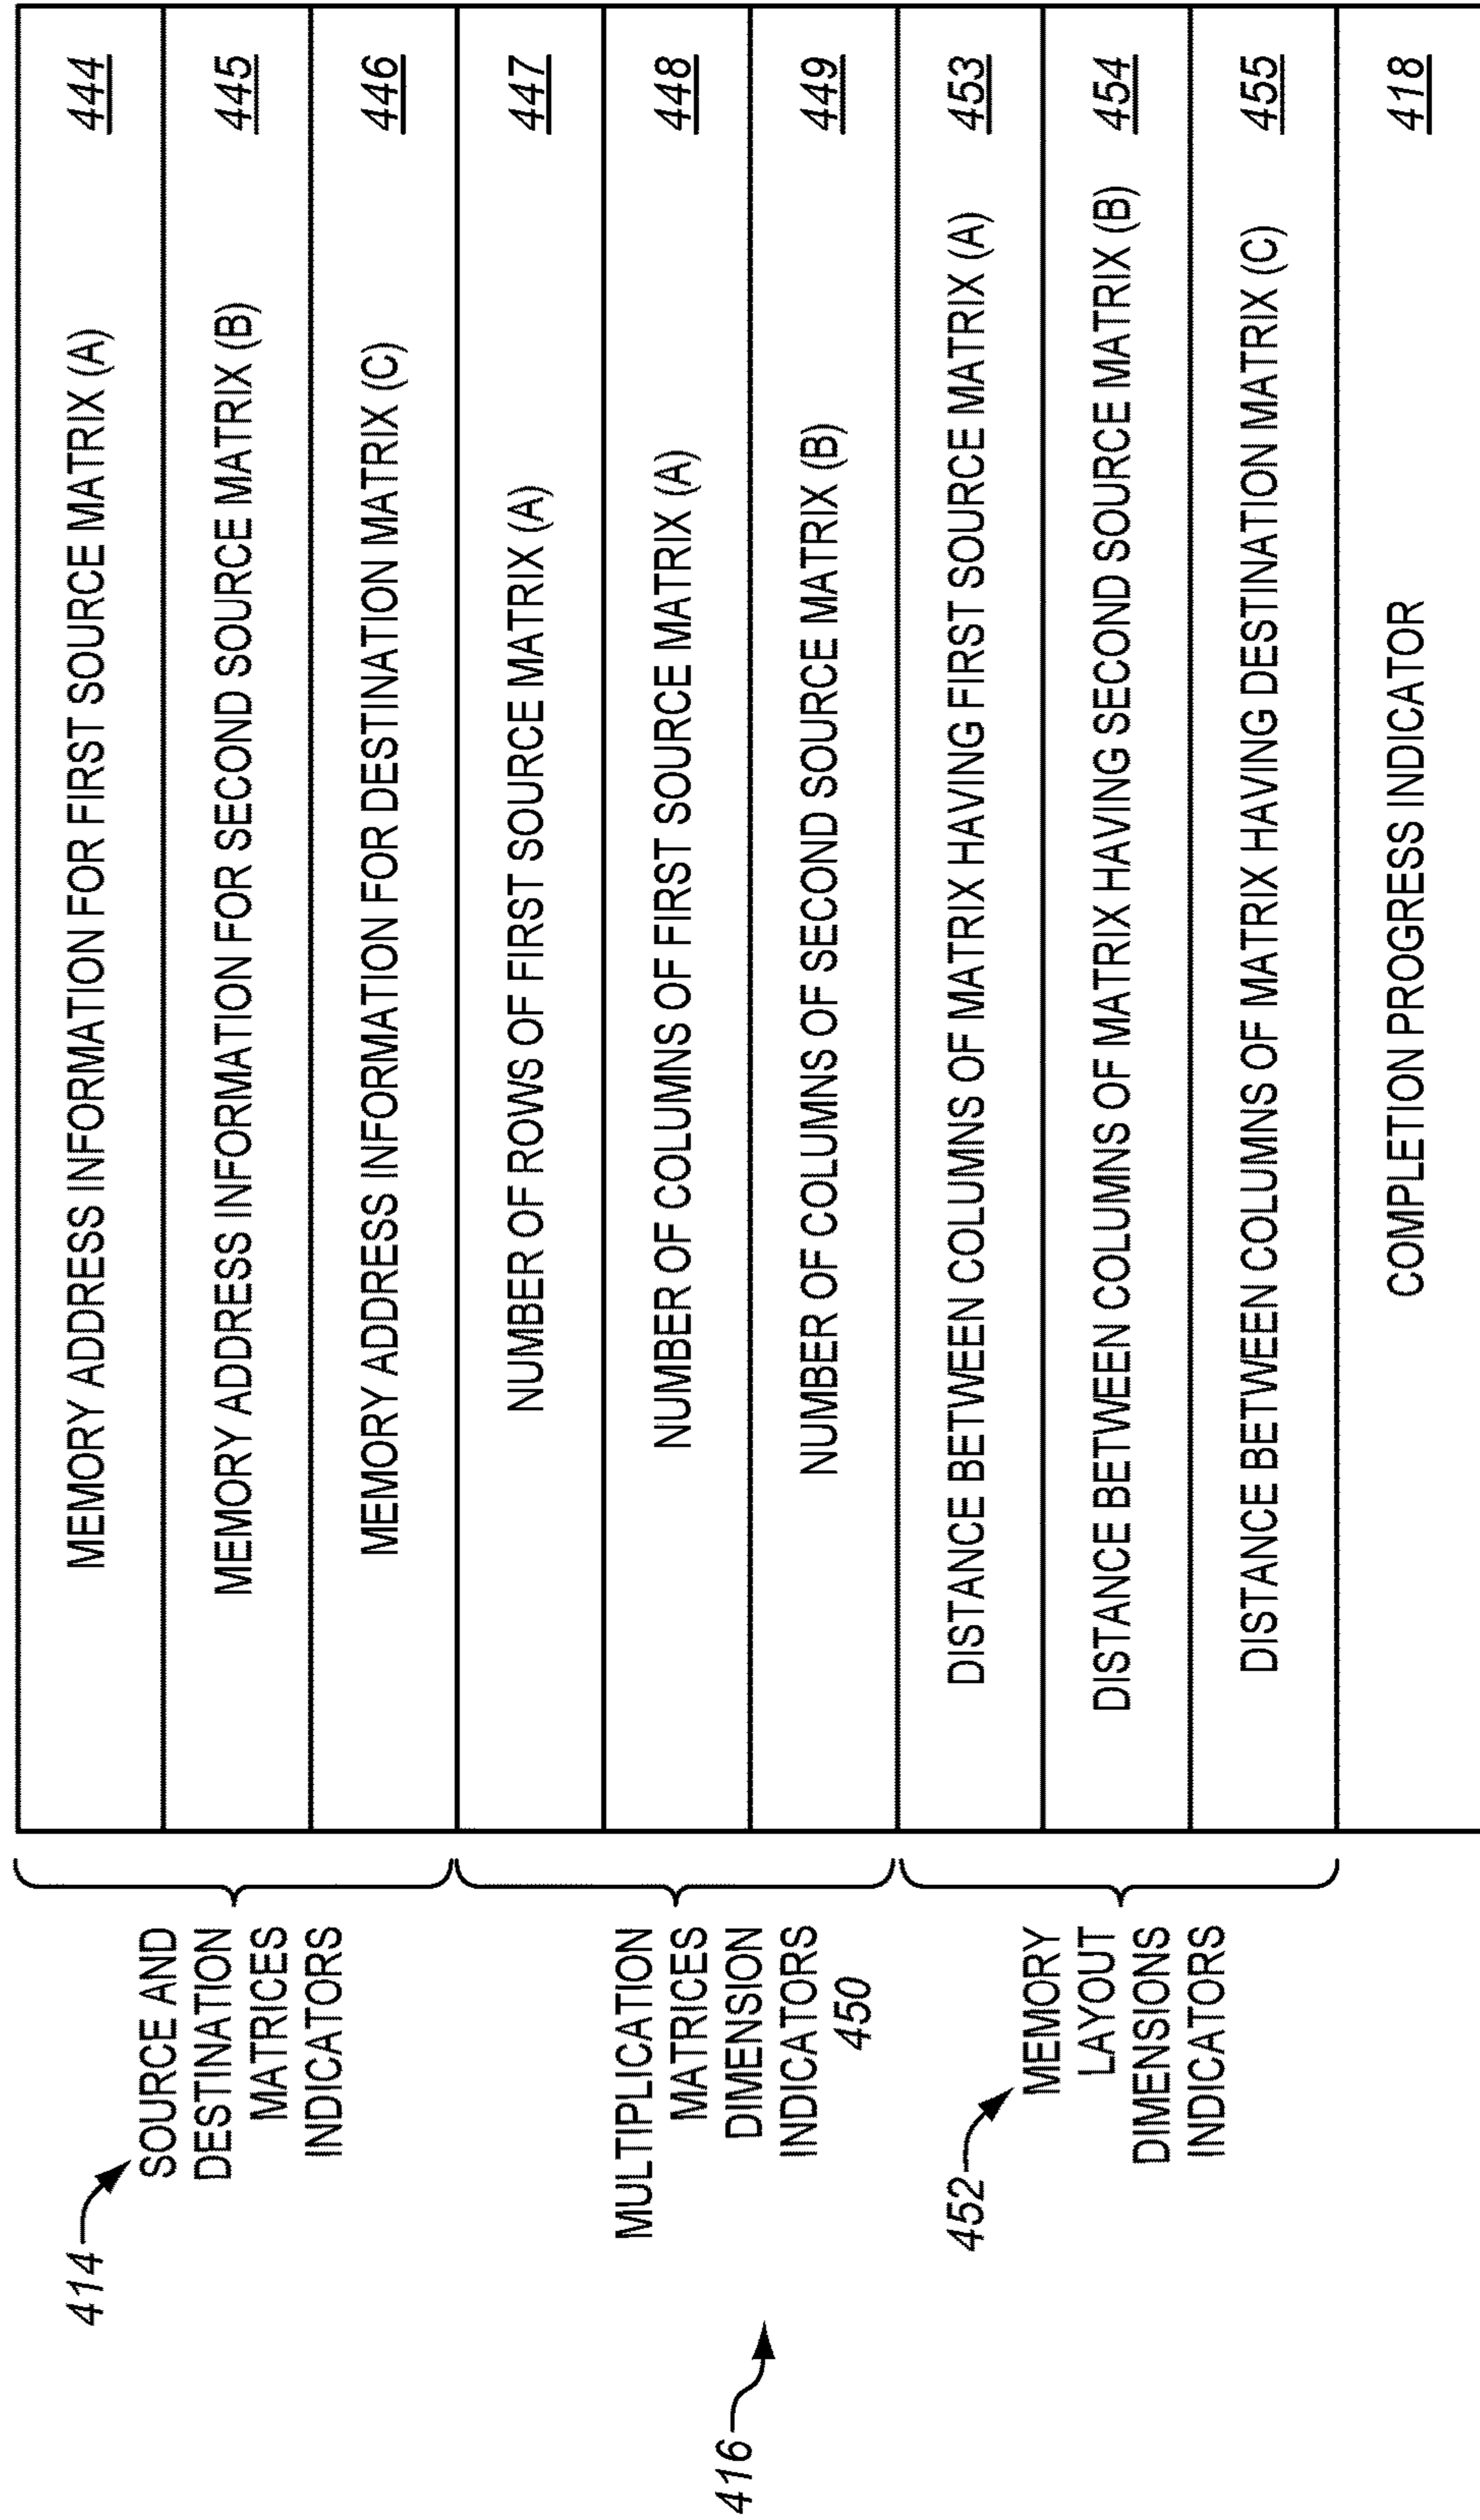 414
SOURCE AND
DESTINATION
MATRICES
INDICATORS
MEMORY ADDRESS INFORMATION FOR FIRST SOURCE MATRIX (A) 444
MEMORY ADDRESS INFORMATION FOR SECOND SOURCE MATRIX (B) 445
MEMORY ADDRESS INFORMATION FOR DESTINATION MATRIX (C) 446
416
MULTIPLICATION
MATRICES
DIMENSION
INDICATORS
450
NUMBER OF ROWS OF FIRST SOURCE MATRIX (A) 447
NUMBER OF COLUMNS OF FIRST SOURCE MATRIX (A) 448
NUMBER OF COLUMNS OF SECOND SOURCE MATRIX (B) 449
452
MEMORY
LAYOUT
DIMENSIONS
INDICATORS
DISTANCE BETWEEN COLUMNS OF MATRIX HAVING FIRST SOURCE MATRIX (A) 453
DISTANCE BETWEEN COLUMNS OF MATRIX HAVING SECOND SOURCE MATRIX (B) 454
DISTANCE BETWEEN COLUMNS OF MATRIX HAVING DESTINATION MATRIX (C) 455
COMPLETION PROGRESS INDICATOR 418